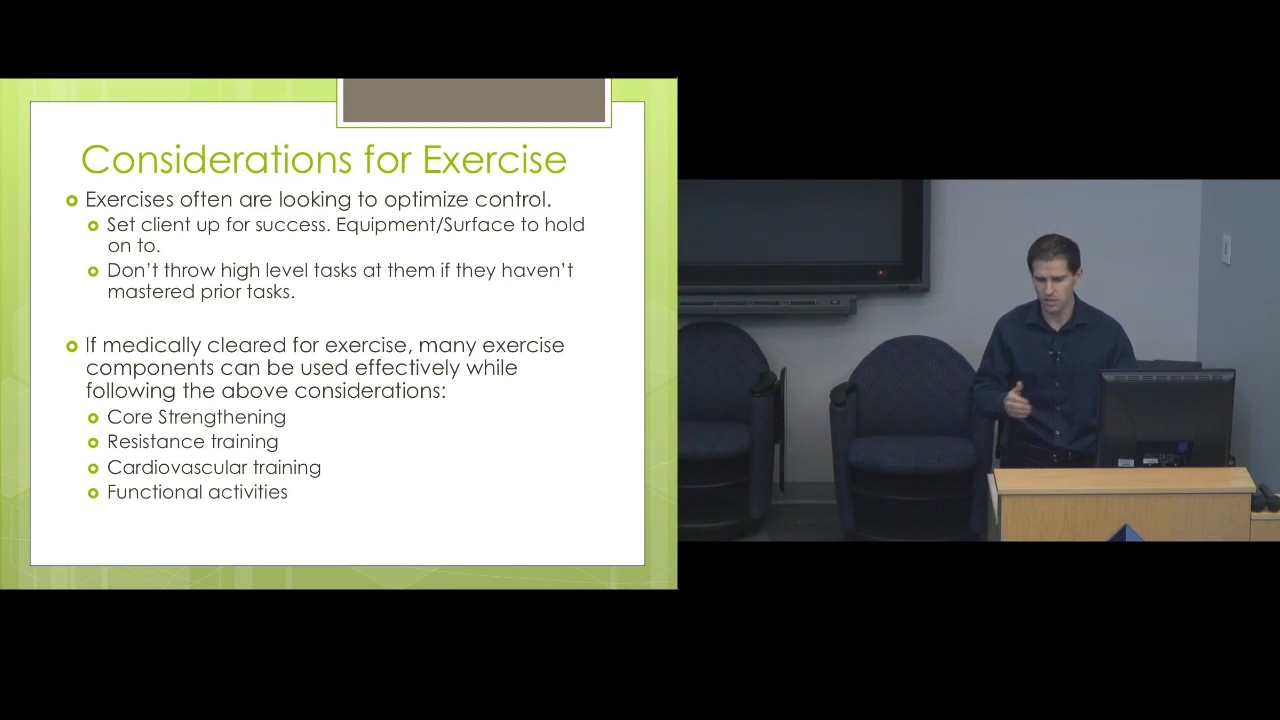 Considerations for Exercise
Exercises often are looking to optimize control.
Set client up for success. Equipment/Surface to hold
on to.
Don't throw high level tasks at them if they haven't
mastered prior tasks.
If medically cleared for exercise, many exercise
components can be used effectively while
following the above considerations:
Core Strengthening
Resistance training
Cardiovascular training
Functional activities